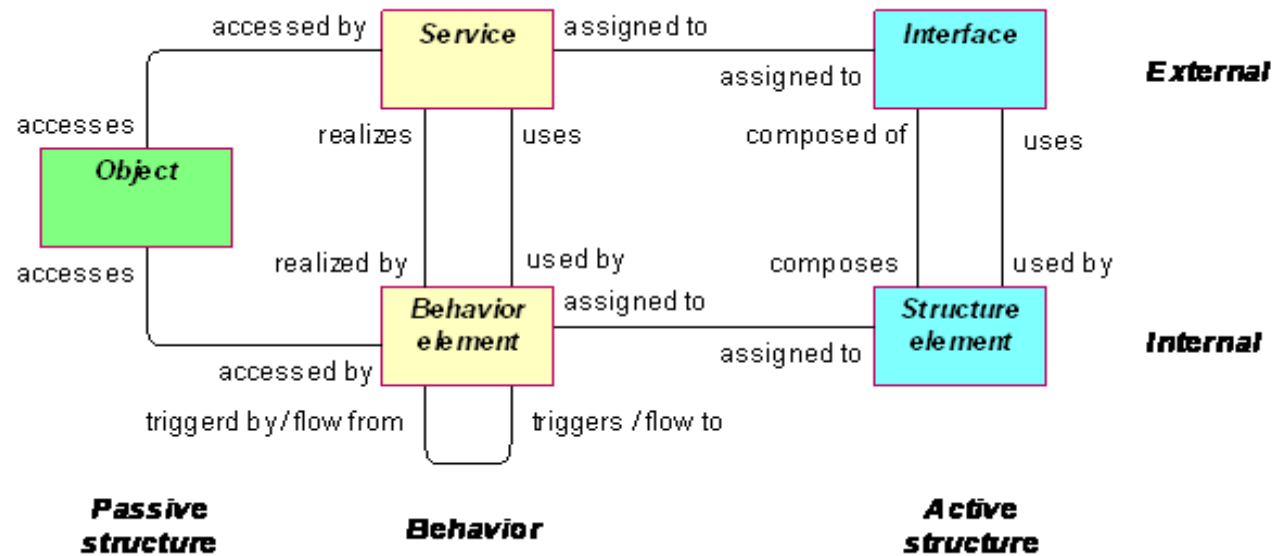 accessed by
Service
assigned to
Interface
External
accesses
realizes
uses
assigned to
composed of
uses
Object
accesses
realized by
used by
composes
used by
Behavior
element
assigned to
Structure
element
Internal
accessed by
assigned to
triggerd by / flow from
triggers / flow to
Passive
structure
Behavior
Active
structure